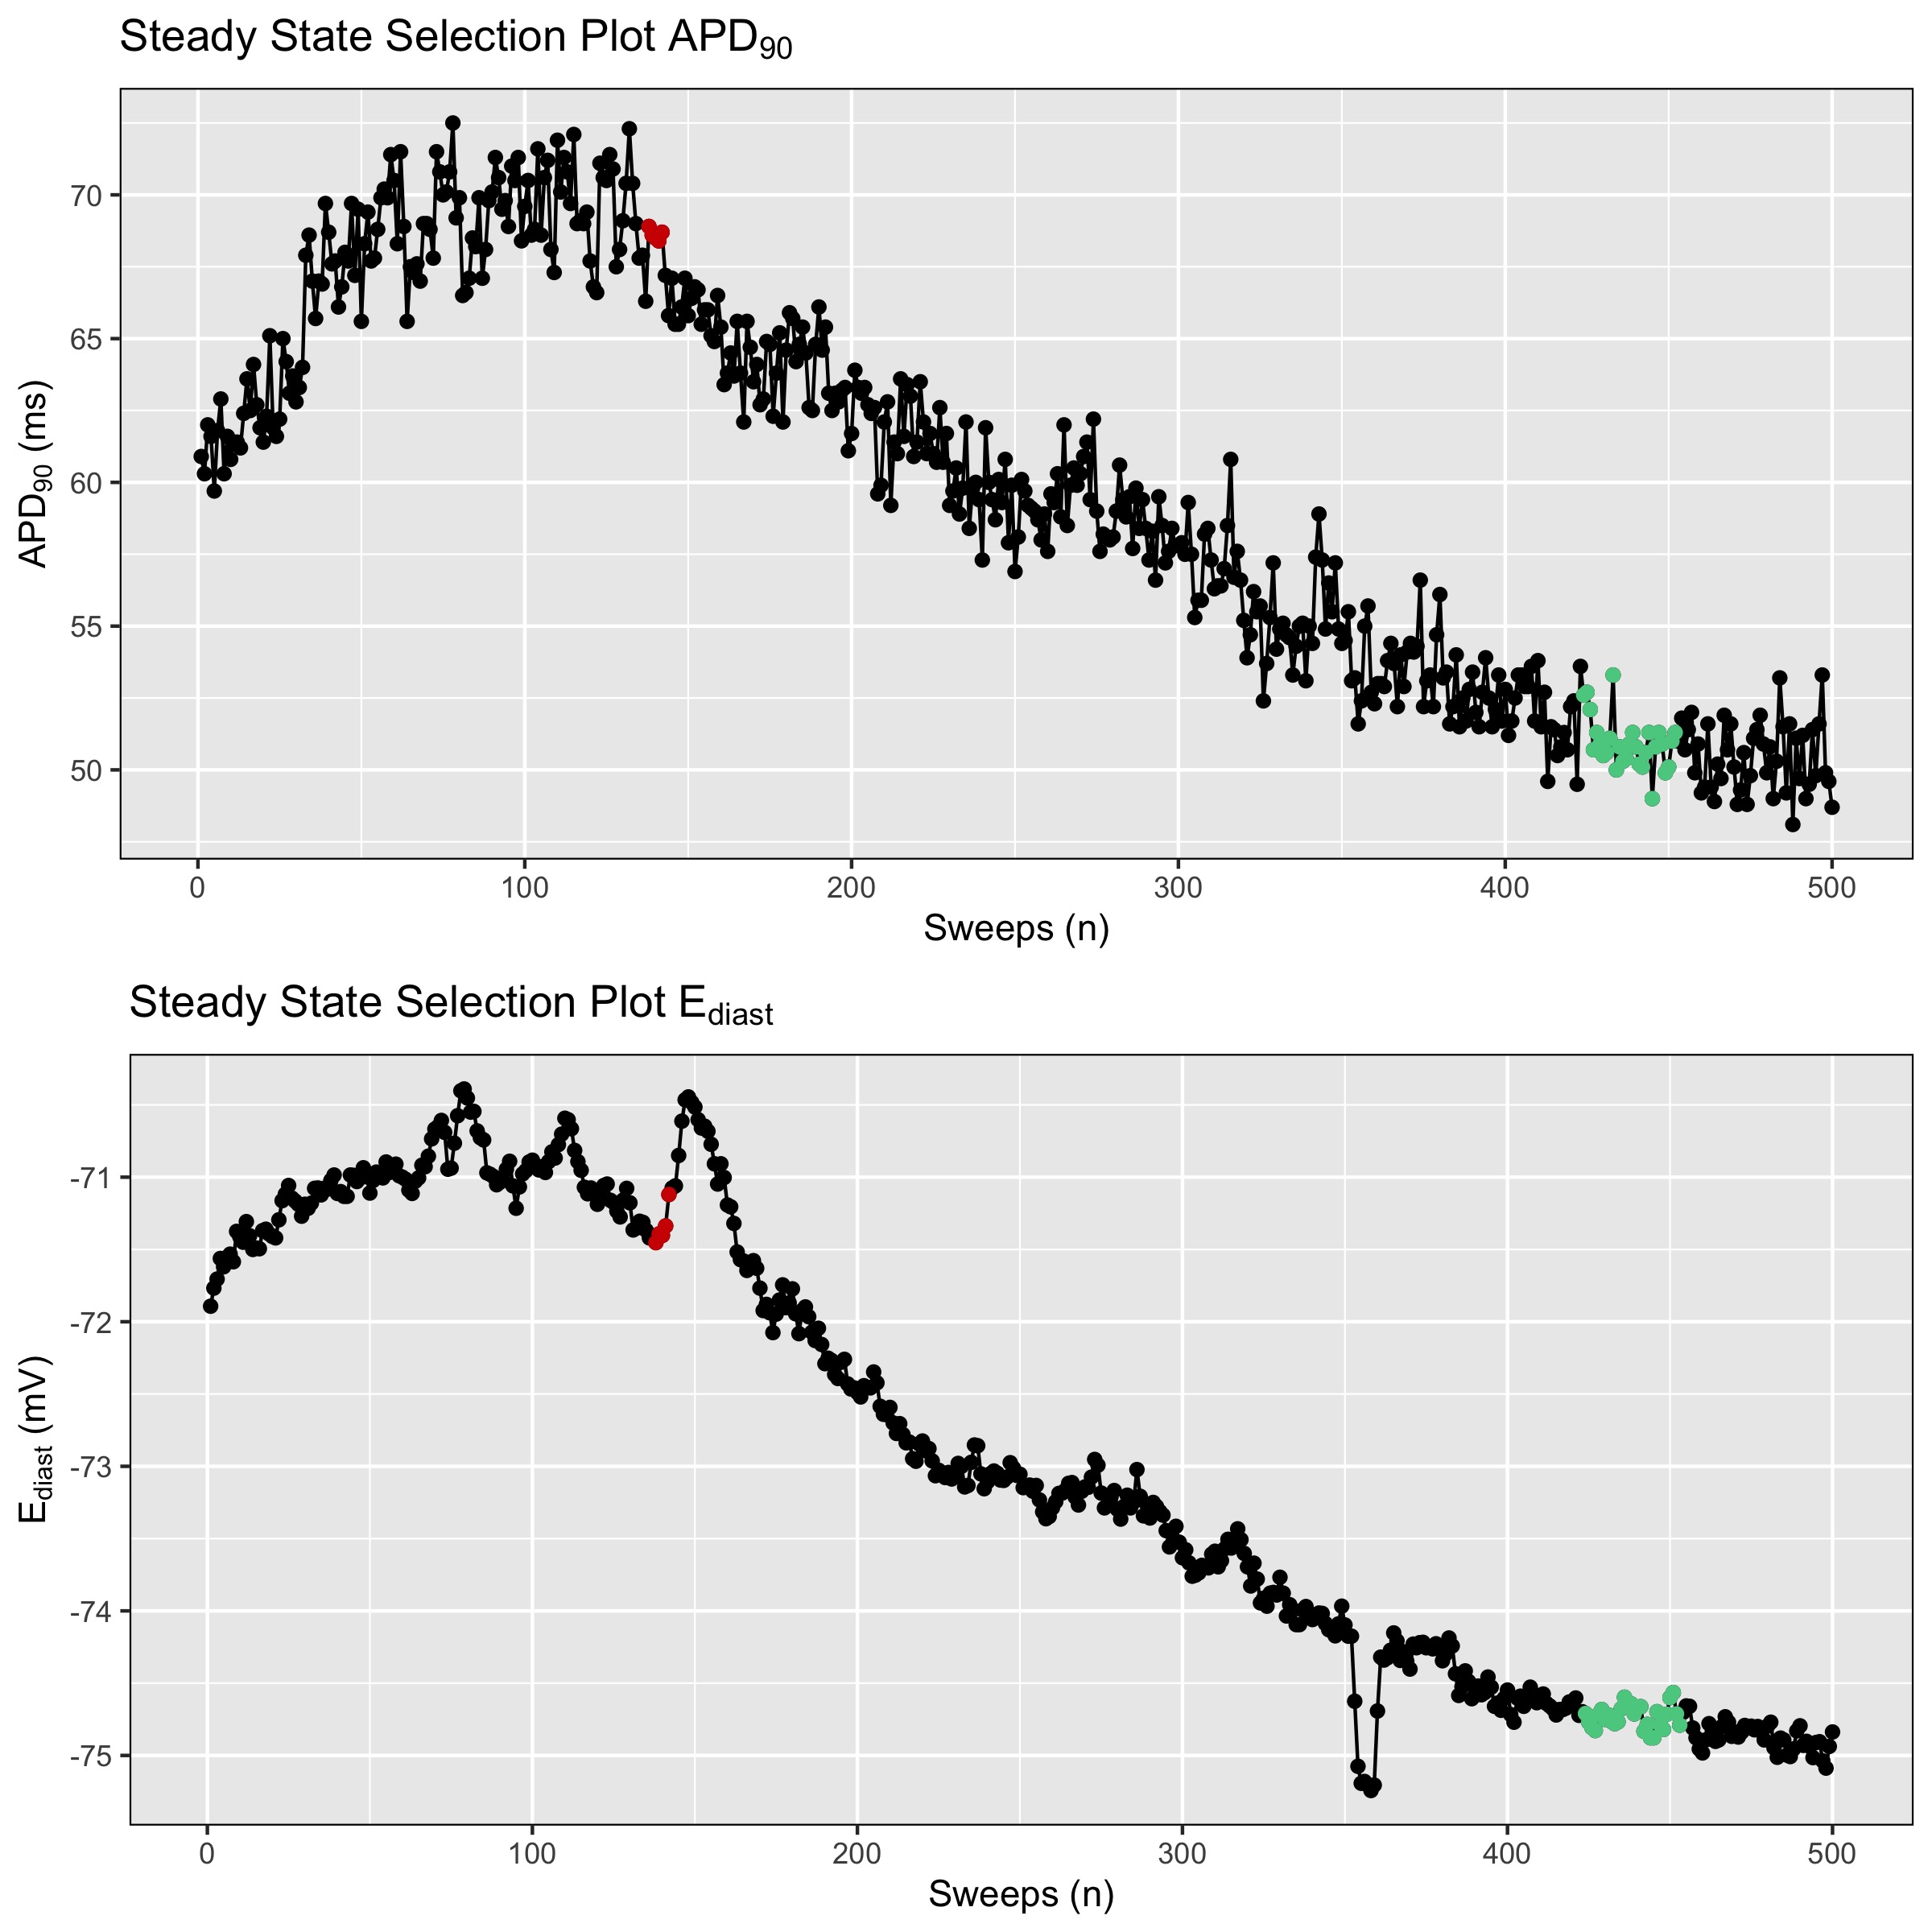 Steady State Selection Plot APD90
APD90 (ms)
70
65
60
55
50
0 100 200 300 400 500
Sweeps (n)
Steady State Selection Plot Ediast
Ediast (mV)
-71
-72
-73
-74
-75
0 100 200 300 400 500
Sweeps (n)